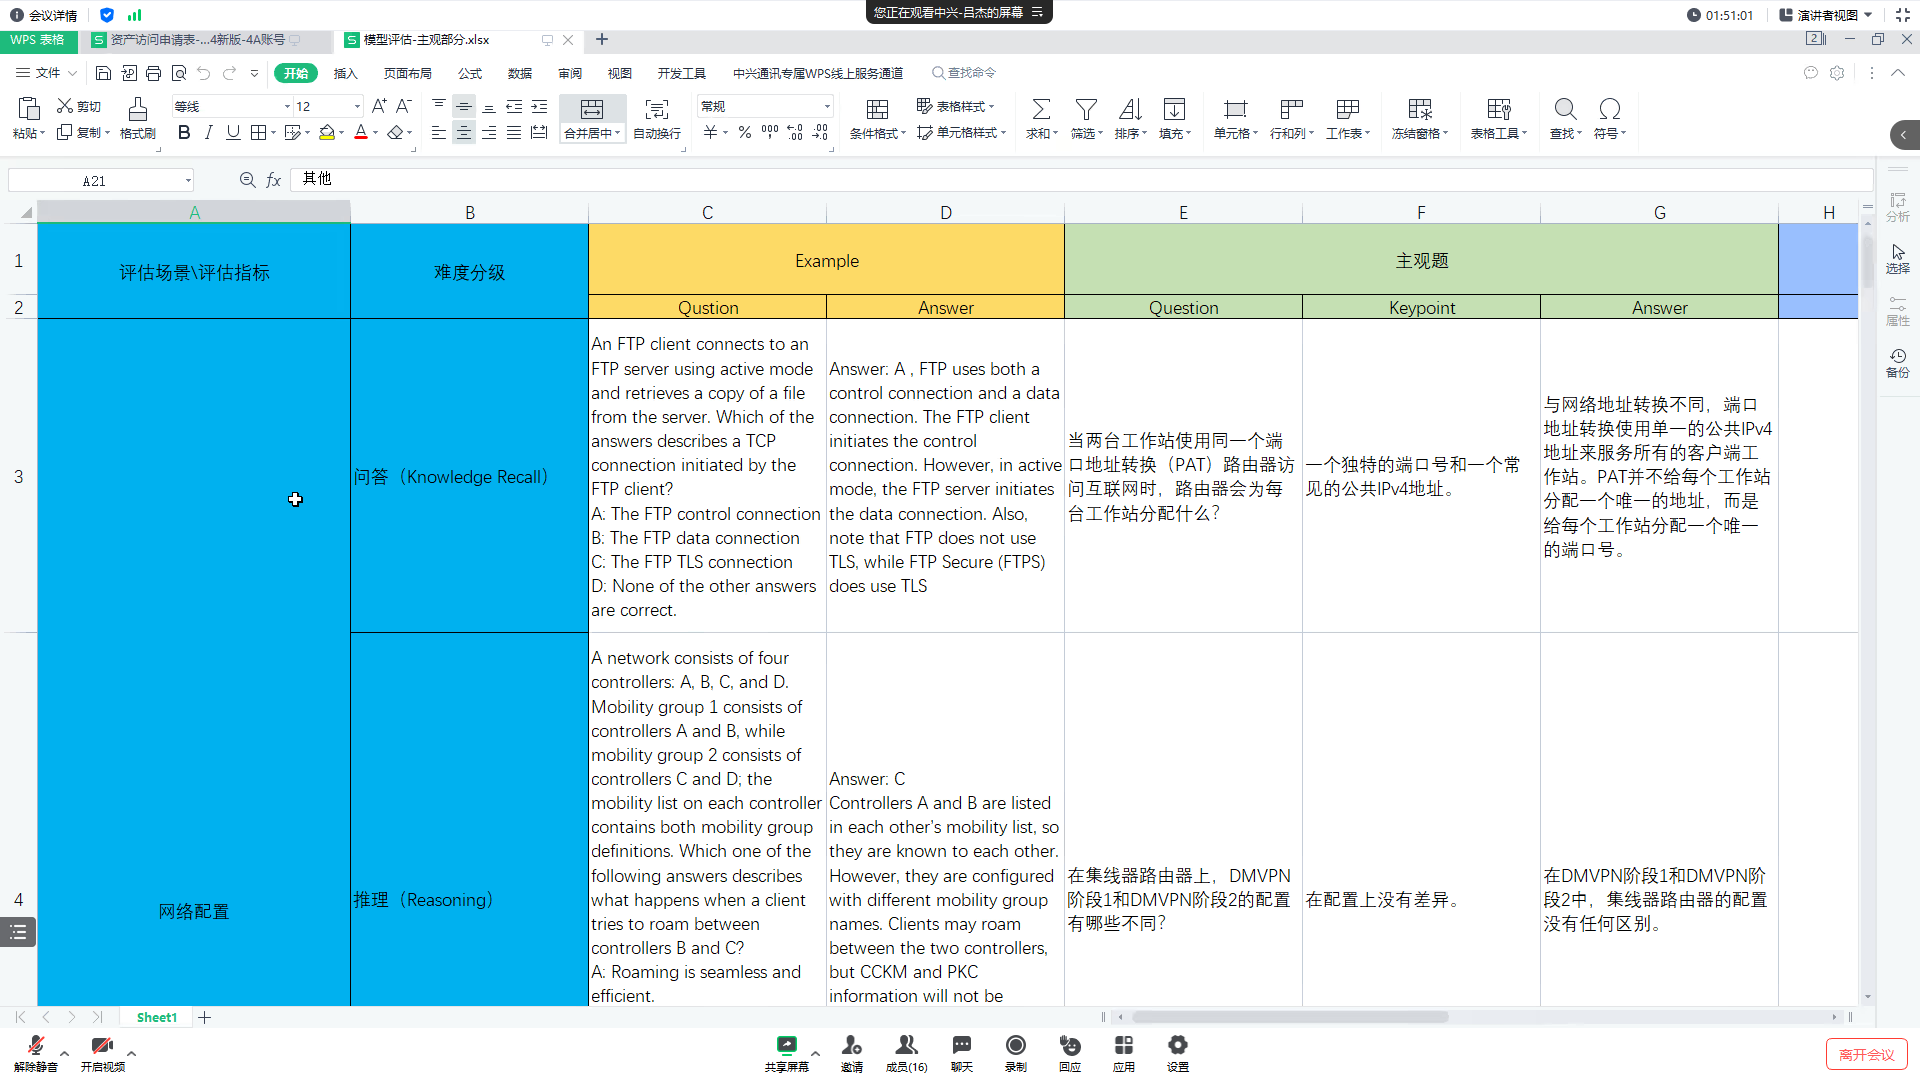 会议详情
您正在观看中兴-吕杰的屏幕
01:51:01
演讲者视图
WPS 表格
资产访问申请表-...4新版-4A账号
模型评估-主观部分.xlsx
文件
开始
插入
页面布局
公式
数据
审阅
视图
开发工具
中兴通讯专属WPS线上服务通道
查找命令
粘贴
剪切
复制
格式刷
等线
12
合并居中
自动换行
常规
条件格式
表格样式
单元格样式
求和
筛选
排序
填充
单元格
行和列
工作表
冻结窗格
表格工具
查找
符号
A21
fx
其他
A B C D E F G H
1
评估场景\评估指标
难度分级
Example
主观题
2
Qustion
Answer
Question
Keypoint
Answer
3
问答（Knowledge Recall）
An FTP client connects to an
FTP server using active mode
and retrieves a copy of a file
from the server. Which of the
answers describes a TCP
connection initiated by the
FTP client?
A: The FTP control connection
B: The FTP data connection
C: The FTP TLS connection
D: None of the other answers
are correct.
Answer: A , FTP uses both a
control connection and a data
connection. The FTP client
initiates the control
connection. However, in active
mode, the FTP server initiates
the data connection. Also,
note that FTP does not use
TLS, while FTP Secure (FTPS)
does use TLS
当两台工作站使用同一个端
口地址转换（PAT）路由器访
问互联网时，路由器会为每
台工作站分配什么？
一个独特的端口号和一个常
见的公共IPv4地址。
与网络地址转换不同，端口
地址转换使用单一的公共IPv4
地址来服务所有的客户端工
作站。PAT并不给每个工作站
分配一个唯一的地址，而是
给每个工作站分配一个唯一
的端口号。
4
网络配置
推理（Reasoning）
A network consists of four
controllers: A, B, C, and D.
Mobility group 1 consists of
controllers A and B, while
mobility group 2 consists of
controllers C and D; the
mobility list on each controller
contains both mobility group
definitions. Which one of the
following answers describes
what happens when a client
tries to roam between
controllers B and C?
A: Roaming is seamless and
efficient.
Answer: C
Controllers A and B are listed
in each other's mobility list, so
they are known to each other.
However, they are configured
with different mobility group
names. Clients may roam
between the two controllers,
but CCKM and PKC
information will not be
在集线器路由器上，DMVPN
阶段1和DMVPN阶段2的配置
有哪些不同？
在配置上没有差异。
在DMVPN阶段1和DMVPN阶
段2中，集线器路由器的配置
没有任何区别。
分析
选择
属性
备份
Sheet1
解除静音
开启视频
共享屏幕
邀请
成员(16)
聊天
录制
回应
应用
设置
离开会议